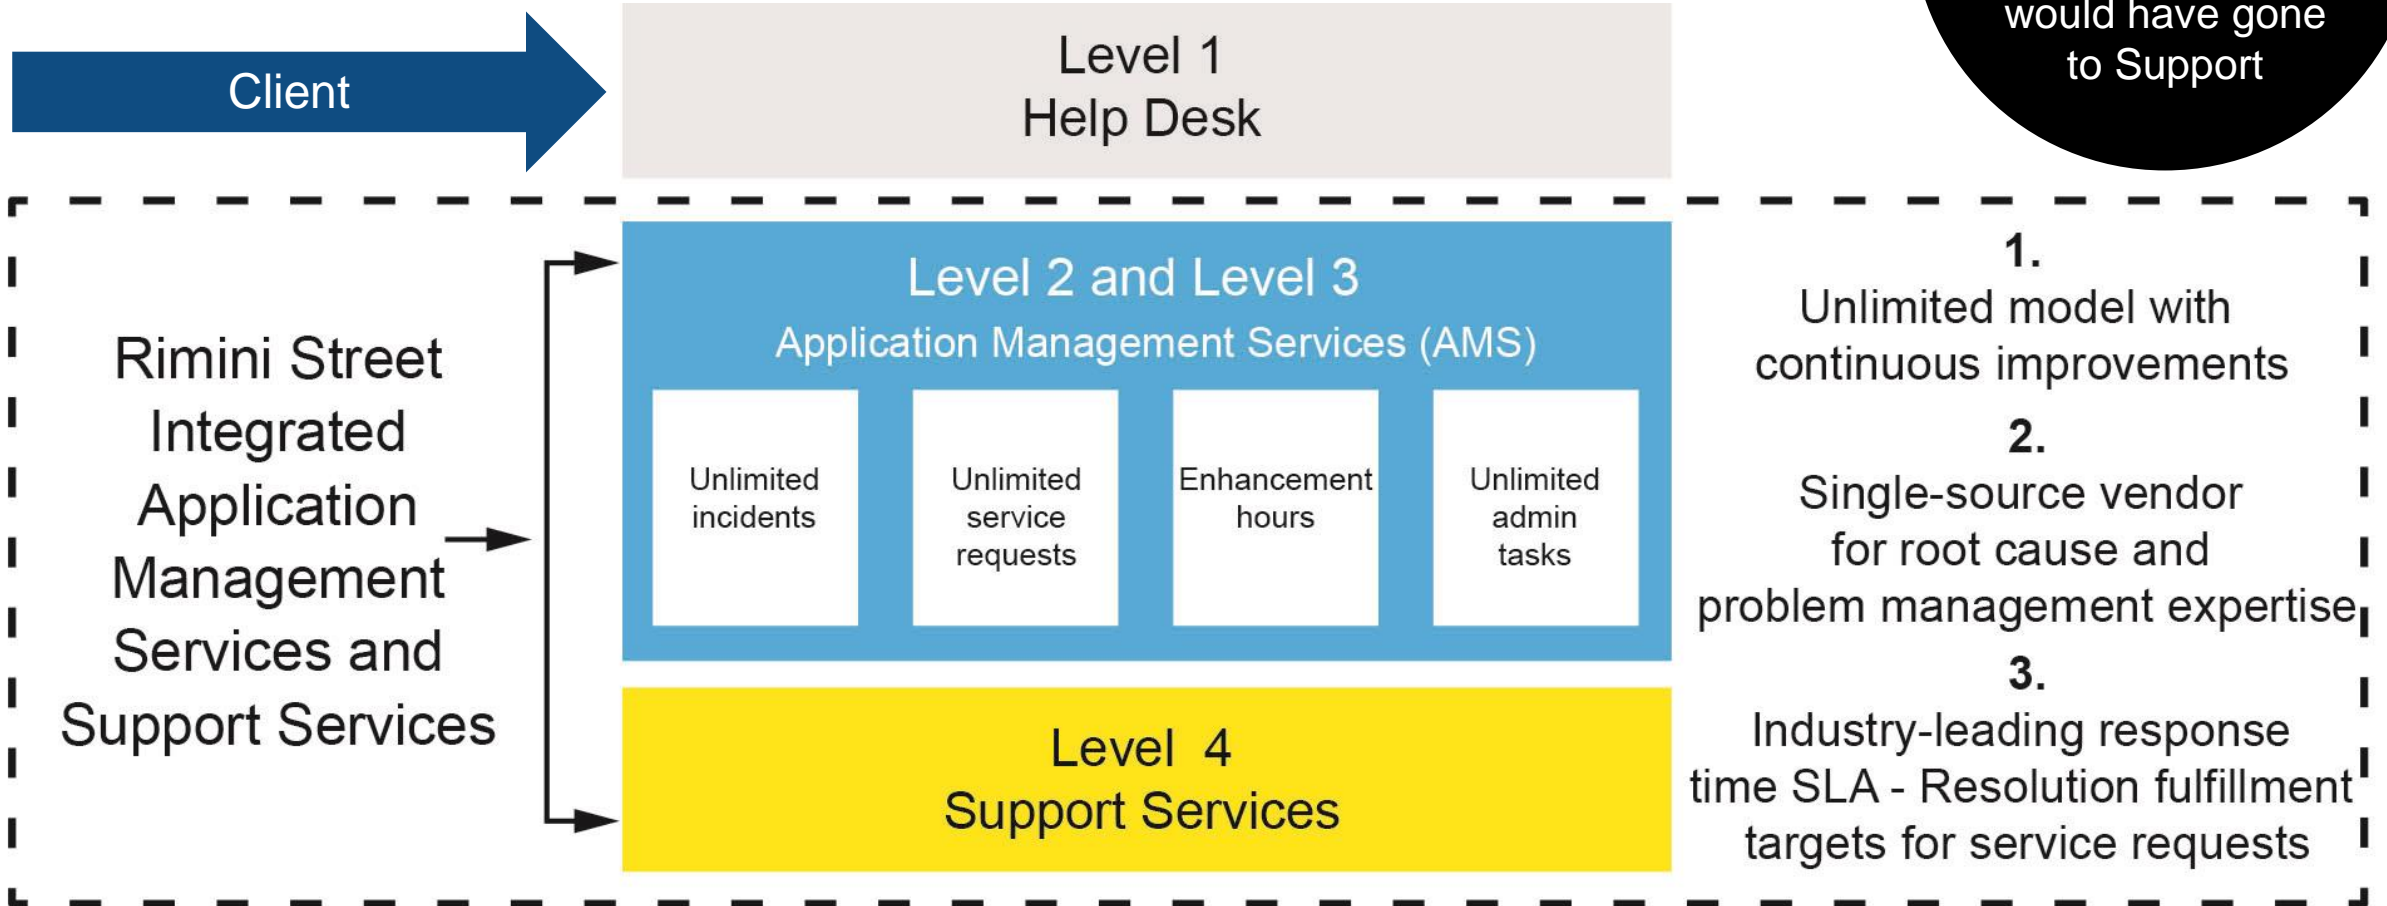 Client
Level 1
Help Desk
would have gone
to Support
Rimini Street
Integrated
Application
Management
Services and
Support Services
Level 2 and Level 3
Application Management Services (AMS)
Unlimited
incidents
Unlimited
service
requests
Enhancement
hours
Unlimited
admin
tasks
Level 4
Support Services
1.
Unlimited model with
continuous improvements
2.
Single-source vendor
for root cause and
problem management expertise
3.
Industry-leading response
time SLA - Resolution fulfillment
targets for service requests